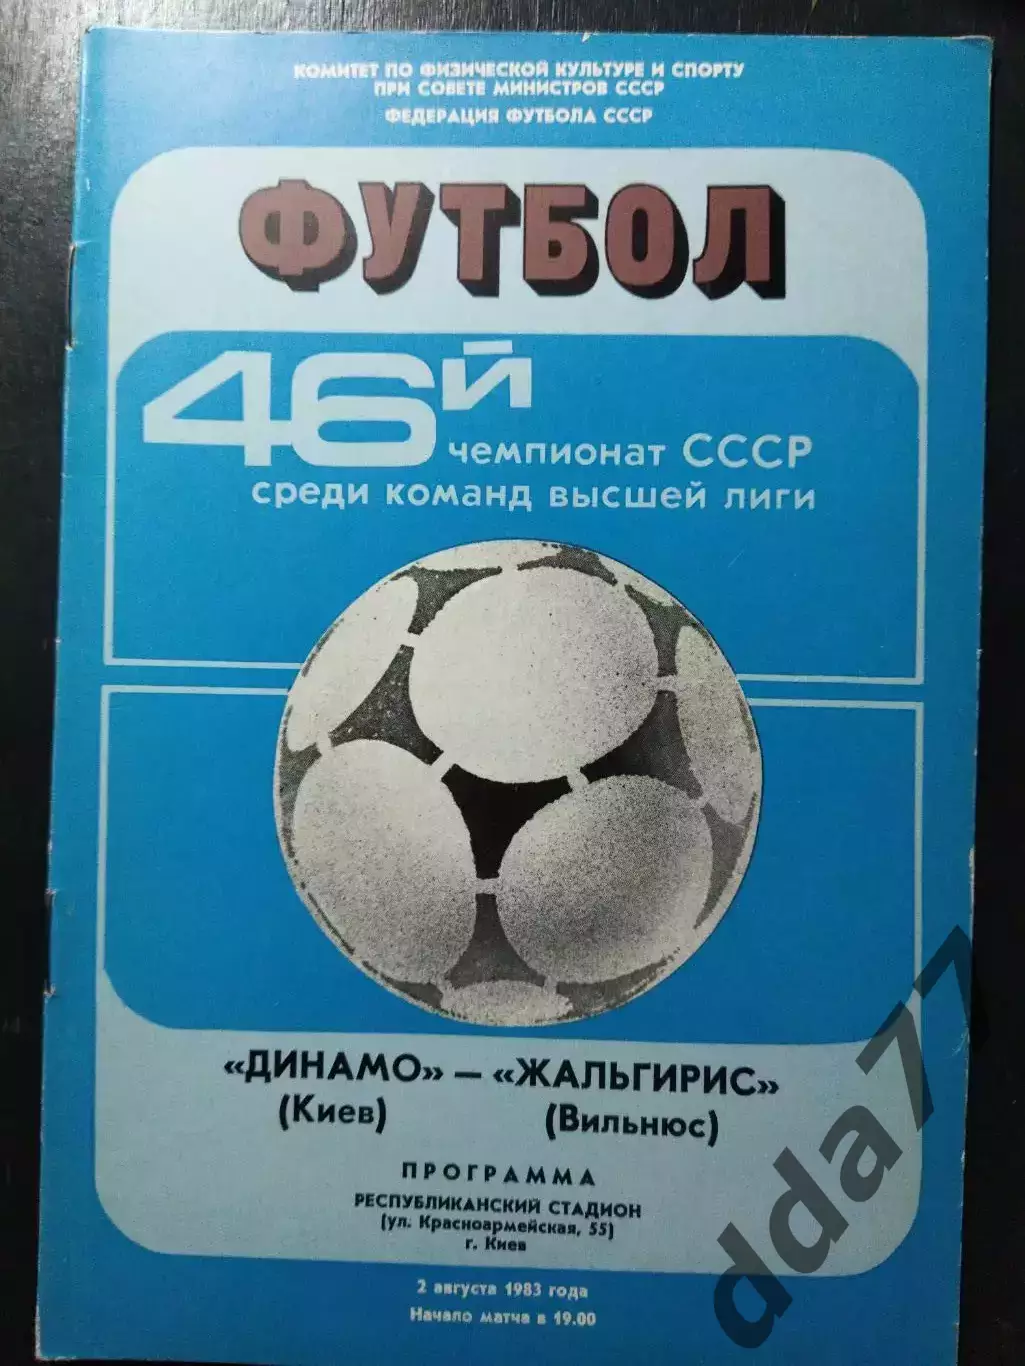 КОМИТЕТ ПО ФИЗИЧЕСКОЙ КУЛЬТУРЕ И СПОРТУ
ПРИ СОВЕТЕ МИНИСТРОВ СССР
ФЕДЕРАЦИЯ ФУТБОЛА СССР
ФУТБОЛ
46й
чемпионат СССР
среди команд высшей лиги
«ДИНАМО» — «ЖАЛЬГИРИС»
(Киев) (Вильнюс)
ПРОГРАММА
РЕСПУБЛИКАНСКИЙ СТАДИОН
(ул. Красноармейская, 55)
г. Киев
2 августа 1983 года
Начало матча в 19.00
dda77